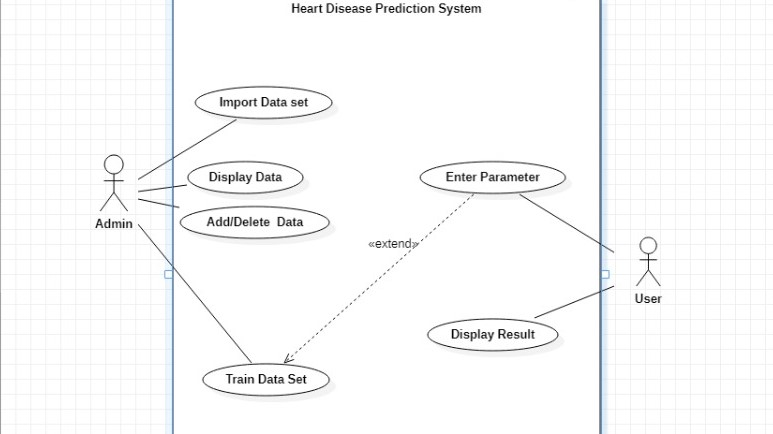 Heart Disease Prediction System
Import Data set
Display Data
Enter Parameter
Add/Delete Data
Admin
«extend»
User
Display Result
Train Data Set